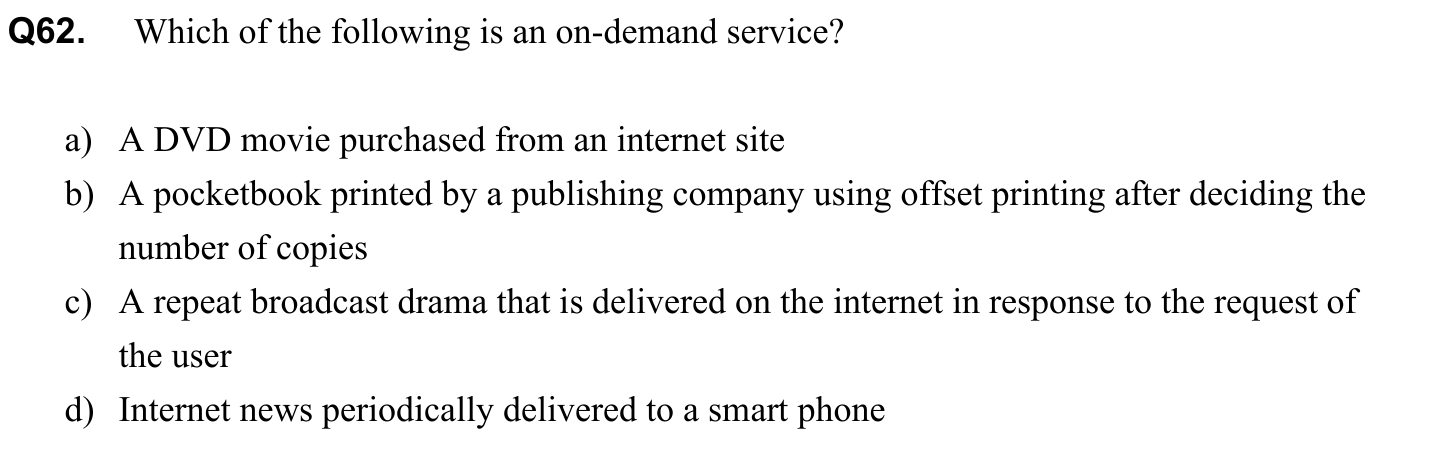 Q62. Which of the following is an on-demand service?
a) A DVD movie purchased from an internet site
b) A pocketbook printed by a publishing company using offset printing after deciding the
number of copies
c) A repeat broadcast drama that is delivered on the internet in response to the request of
the user
d) Internet news periodically delivered to a smart phone